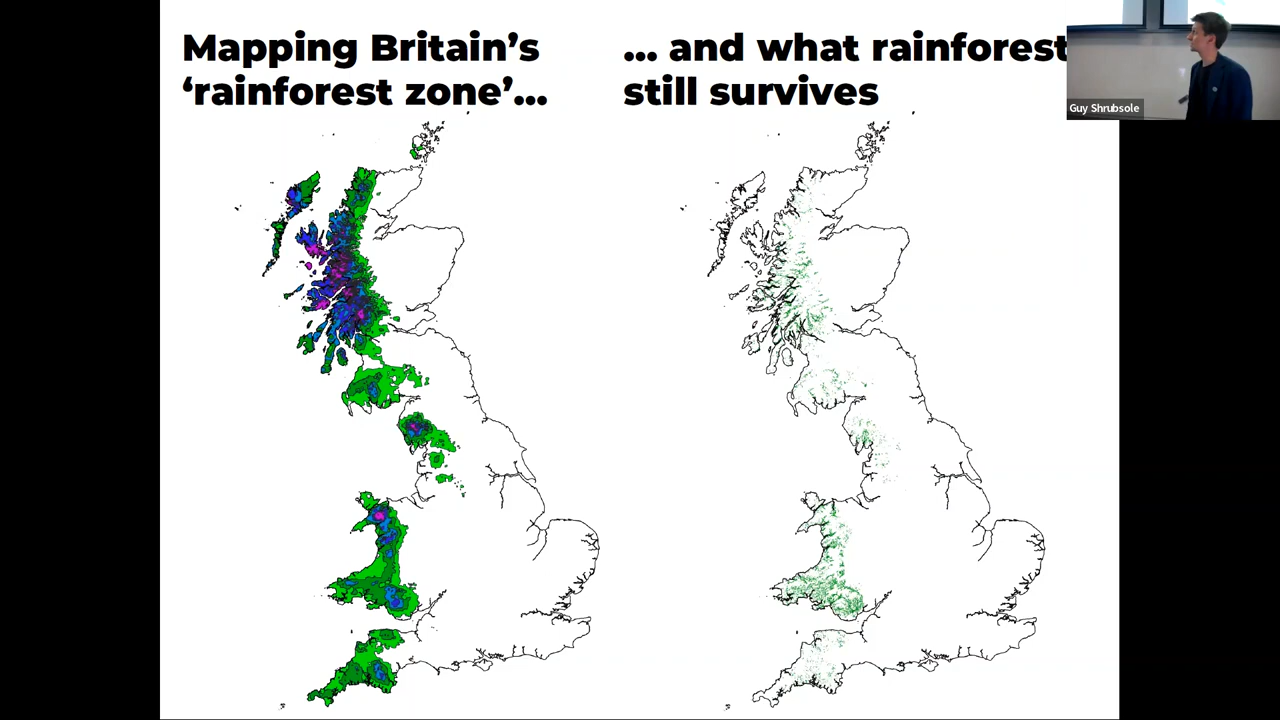 Mapping Britain’s
‘rainforest zone’...
... and what rainforest
still survives
Guy Shrubsole